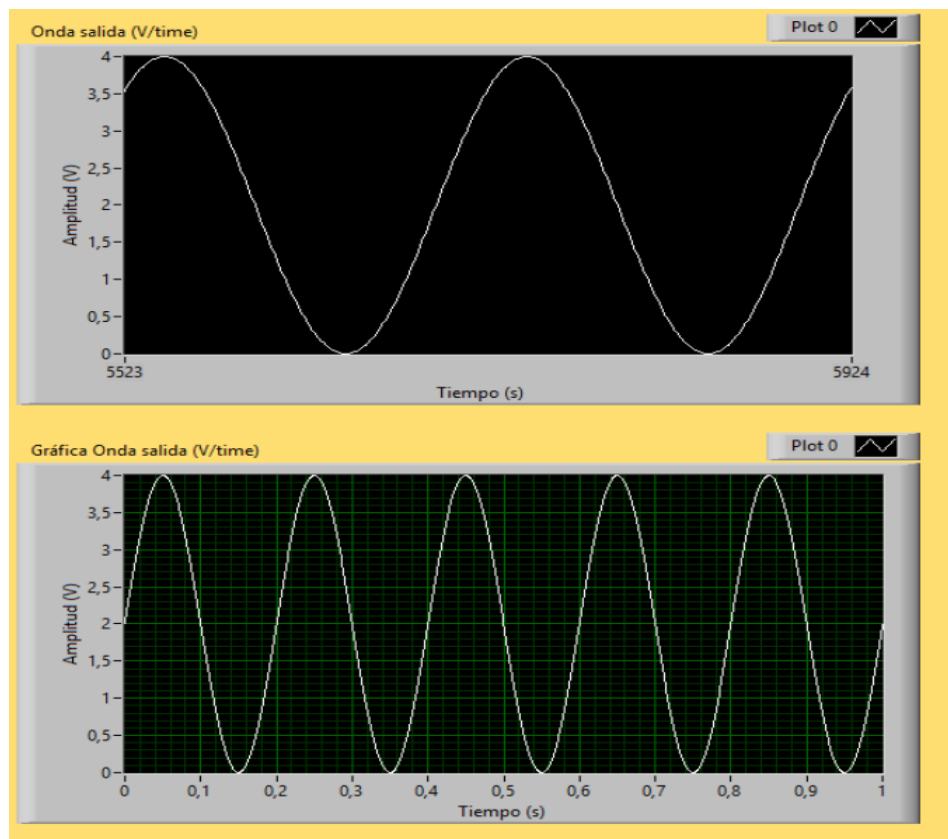 Onda salida (V/time)
Plot 0
4
3,5
3
2,5
2
1,5
1
0,5
0
Amplitud (V)
5523
5924
Tiempo (s)
Gráfica Onda salida (V/time)
Plot 0
4
3,5
3
2,5
2
1,5
1
0,5
0
Amplitud (V)
0 0,1 0,2 0,3 0,4 0,5 0,6 0,7 0,8 0,9 1
Tiempo (s)